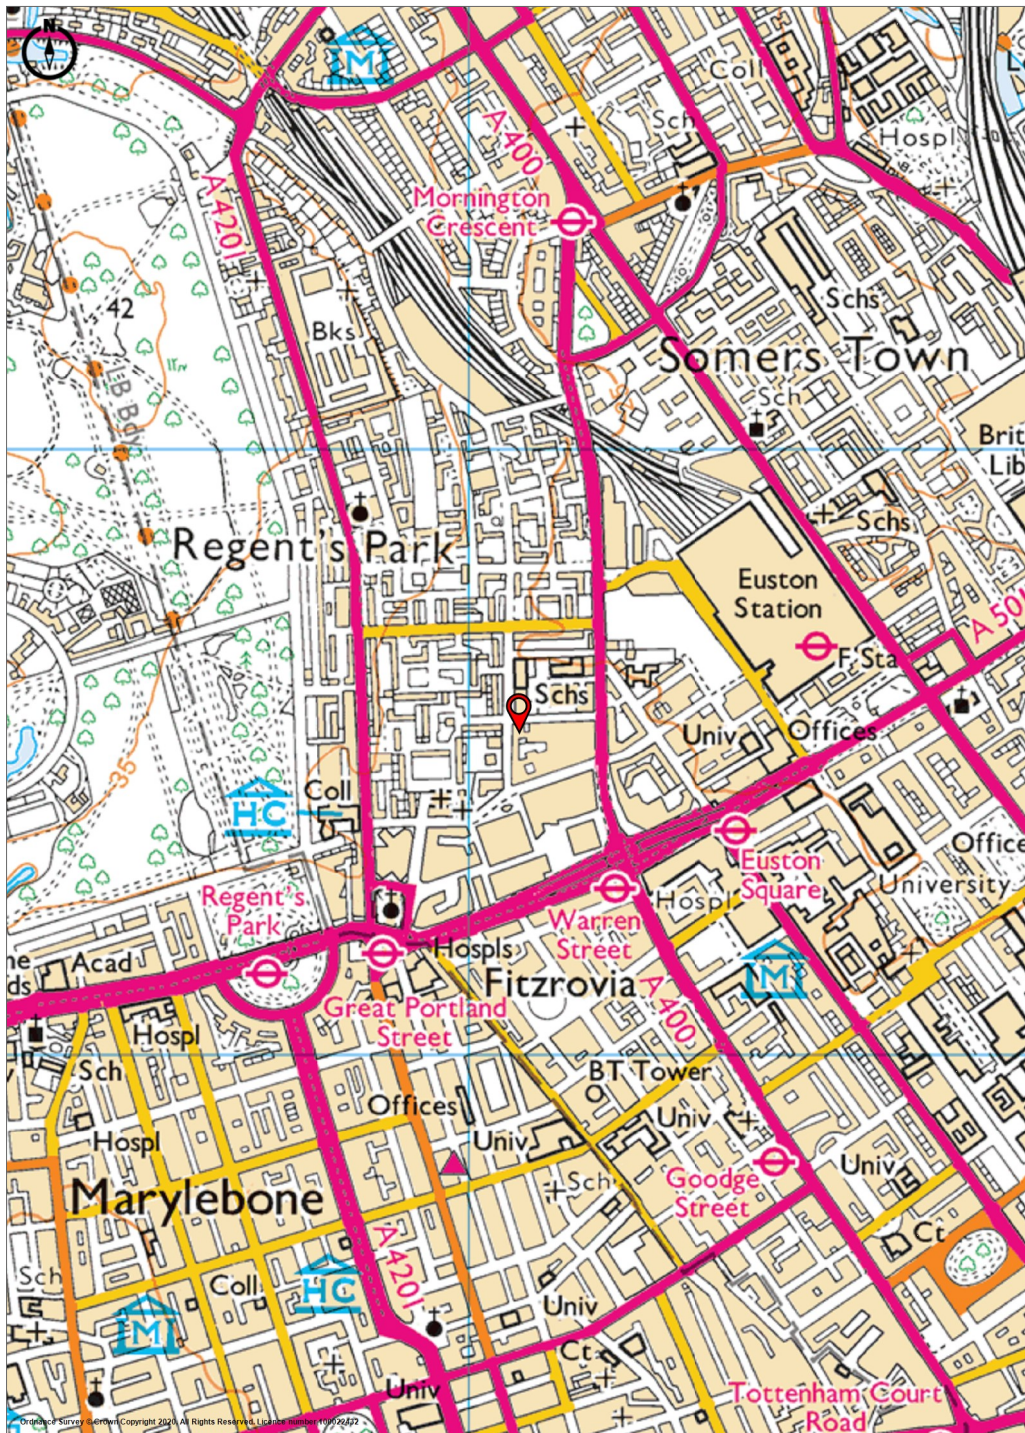 N
M
Coll
A 400
Sch
Hospl
Mornington
Crescent
A 4201
Schs
42
Bks
Somers Town
Sch
LB Bdy
Brit
Lib
Schs
Regent's Park
Euston
Station
A 501
F Sta
Schs
Univ
Offices
35
HC
Coll
Euston
Square
Office
University
Regent's
Park
Hospl
Warren
Street
Hospls
Acad
ds
Fitzrovia
M
A 400
Great Portland
Street
Hospl
Sch
BT Tower
Offices
Univ
Hospl
Univ
Sch
Goodge
Street
Univ
Marylebone
Ct
A 4201
Sch
Coll
HC
Univ
M
Ct
Univ
Tottenham Court
Road
Ordnance Survey © Crown Copyright 2020. All Rights Reserved. Licence number 100022432